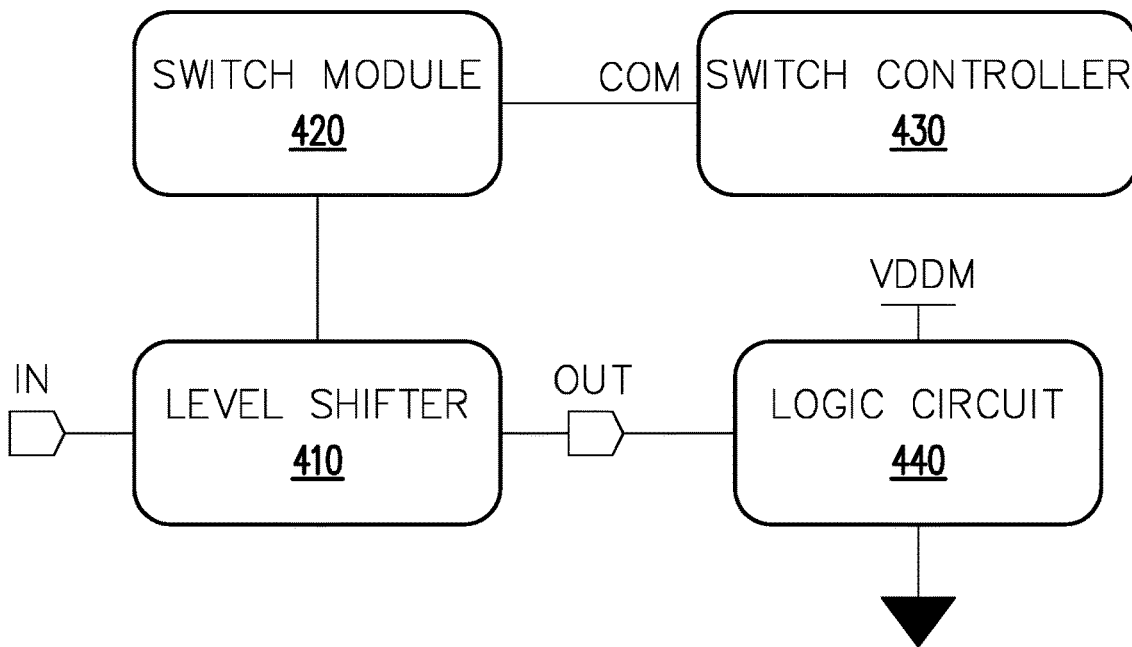 SWITCH MODULE
420
COM
SWITCH CONTROLLER
430
VDDM
IN
LEVEL SHIFTER
410
OUT
LOGIC CIRCUIT
440